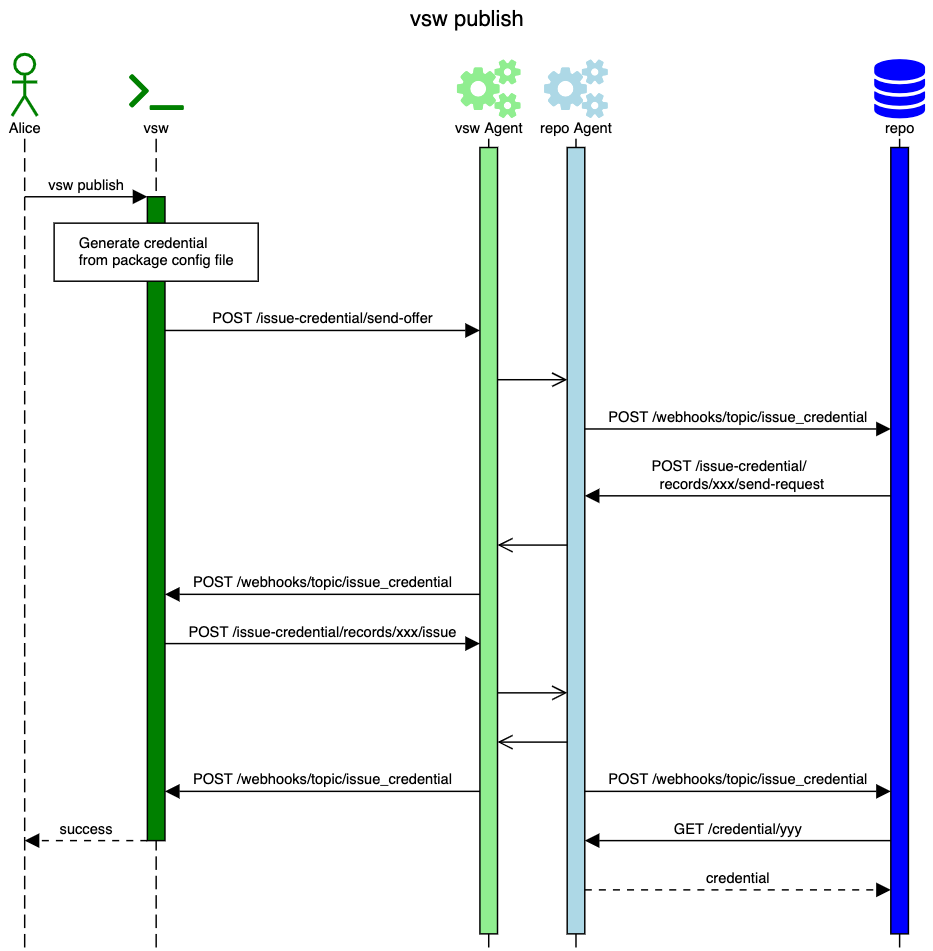 vsw publish
Alice
vsw
vsw Agent
repo Agent
repo
vsw publish
Generate credential
from package config file
POST /issue-credential/send-offer
POST /webhooks/topic/issue_credential
POST /issue-credential/
records/xxx/send-request
POST /webhooks/topic/issue_credential
POST /issue-credential/records/xxx/issue
POST /webhooks/topic/issue_credential
POST /webhooks/topic/issue_credential
success
GET /credential/yyy
credential